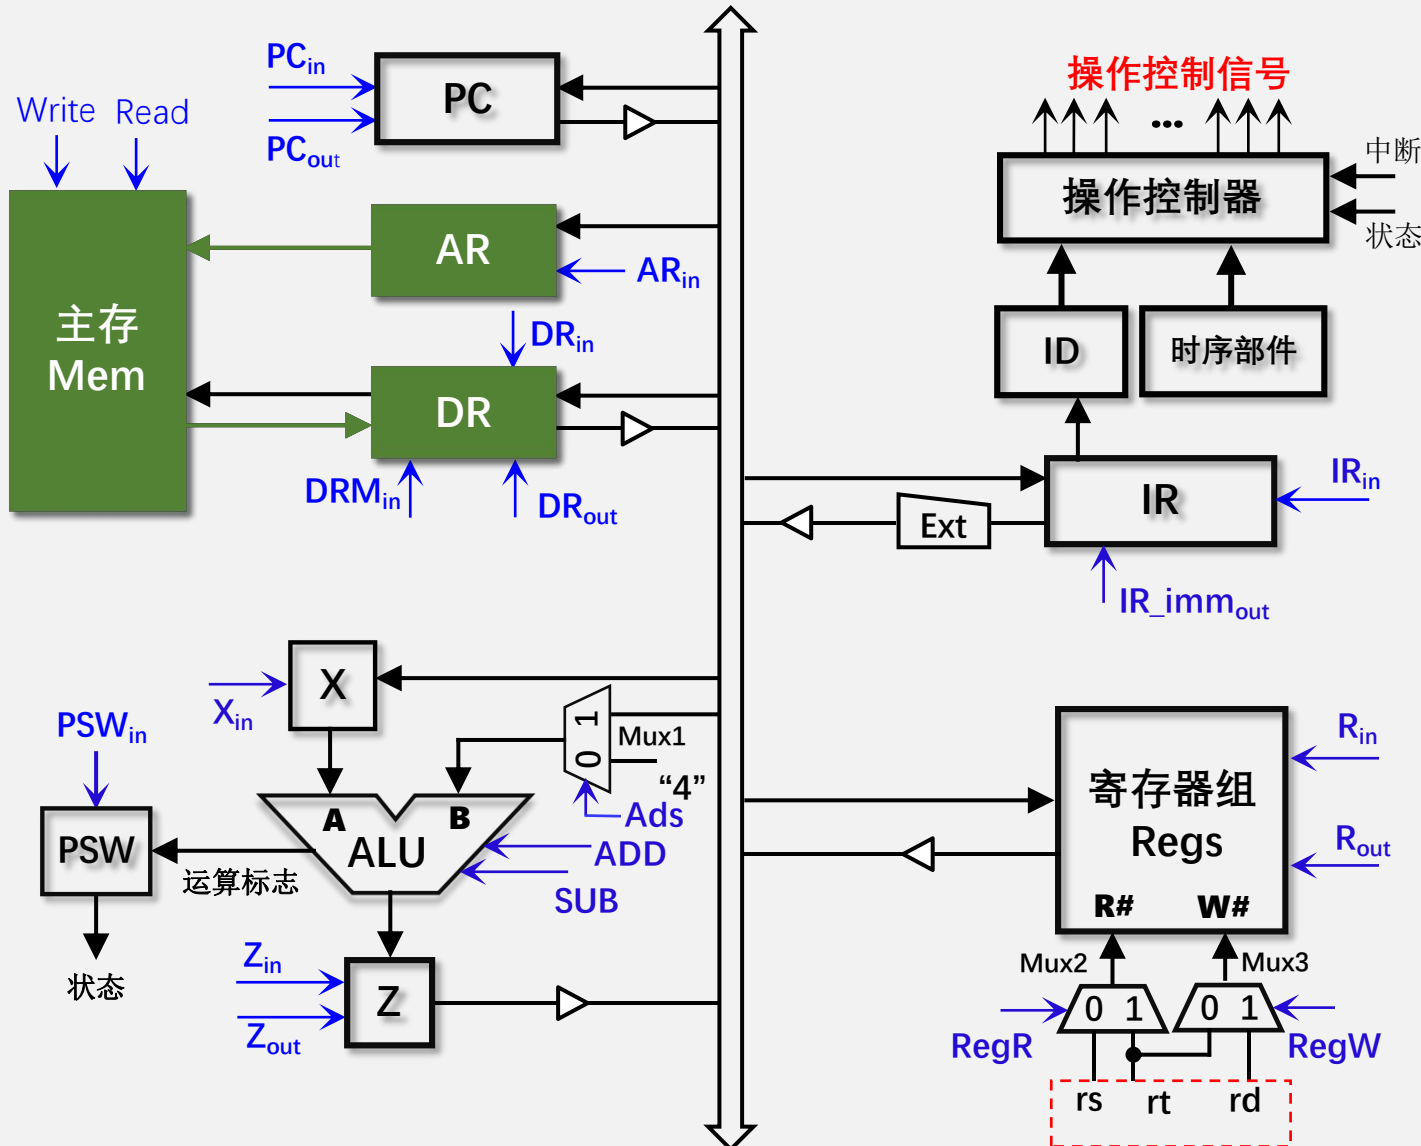 PCin
PC
PCout
Write
Read
主存
Mem
AR
ARin
DRin
DR
DRMin
DRout
操作控制信号
...
操作控制器
中断
状态
ID
时序部件
IR
IRin
Ext
IR_immout
X
Xin
PSWin
PSW
1
0
Mux1
“4”
Ads
A
B
ALU
ADD
SUB
运算标志
状态
Zin
Z
Zout
寄存器组
Regs
Rin
Rout
R# W#
Mux2
Mux3
0 1
0 1
RegR
RegW
rs rt rd